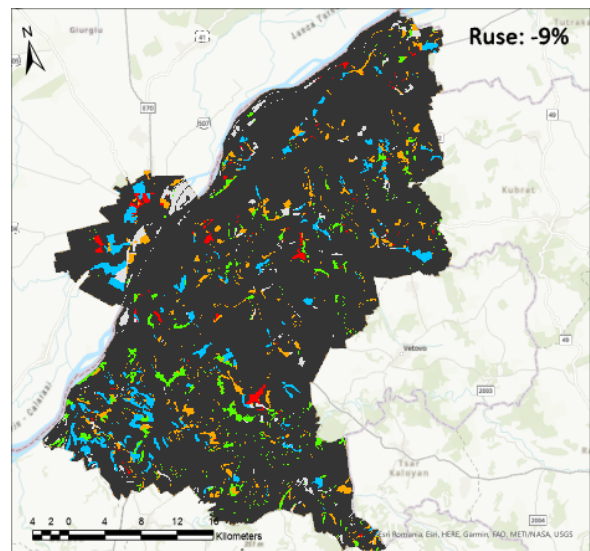 Giurgiu
Tutraka
N
41
Ruse: -9%
E70
507
49
Kubrat
49
Vetovo
2003
Tsar
Kaloyan
2004
4 2 0 4 8 12 16
Kilometers
Esri Romania, Esri, HERE, Garmin, FAO, METI/NASA, USGS